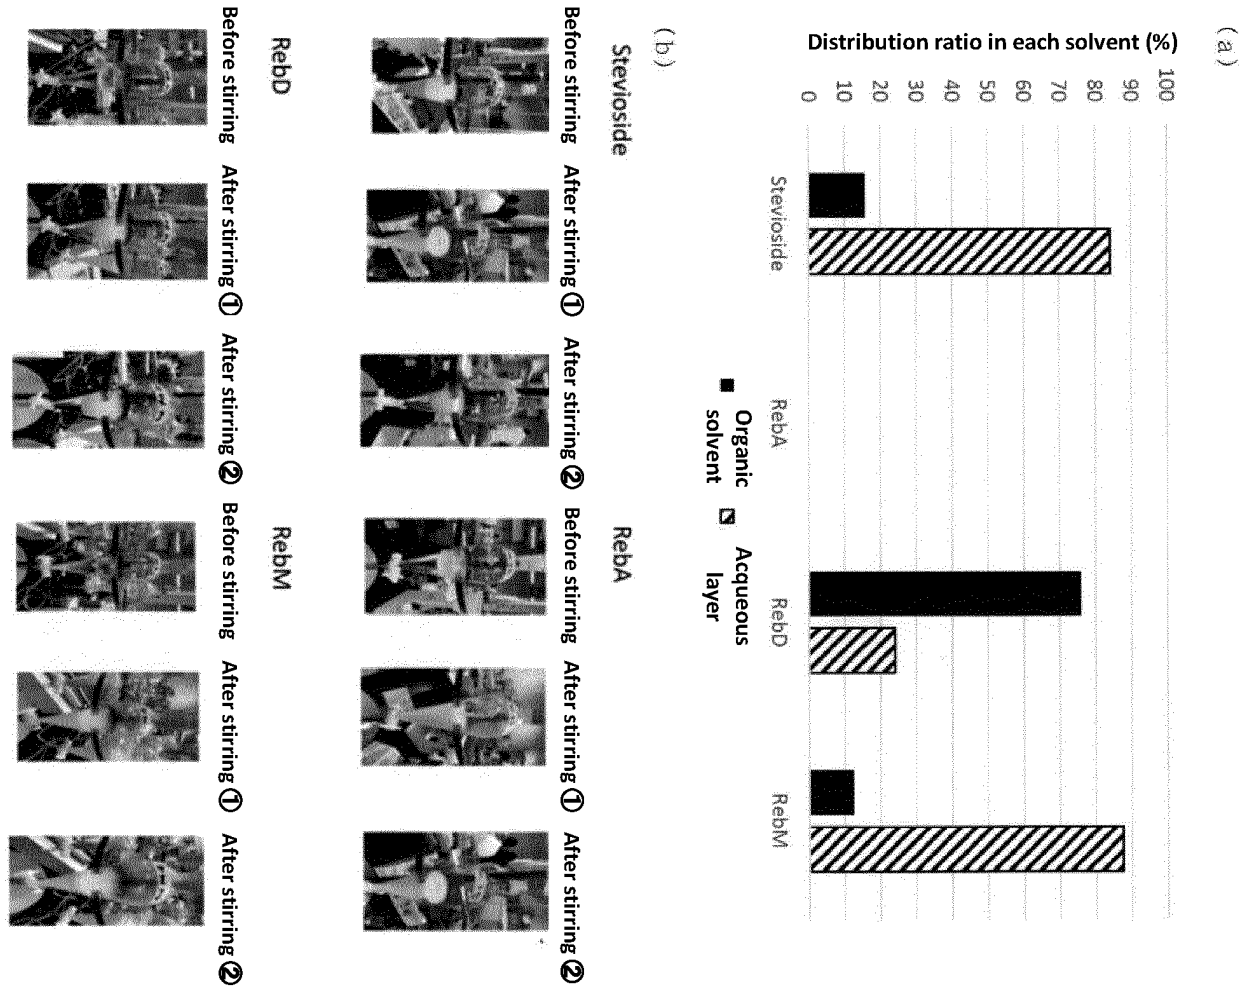 (a)
Distribution ratio in each solvent (%)
100
90
80
70
60
50
40
30
20
10
0
Stevioside
RebA
RebD
RebM
Organic solvent
Acqueous layer
(b)
Stevioside
RebA
Before stirring
After stirring ①
After stirring ②
Before stirring
After stirring ①
After stirring ②
RebD
RebM
Before stirring
After stirring ①
After stirring ②
Before stirring
After stirring ①
After stirring ②